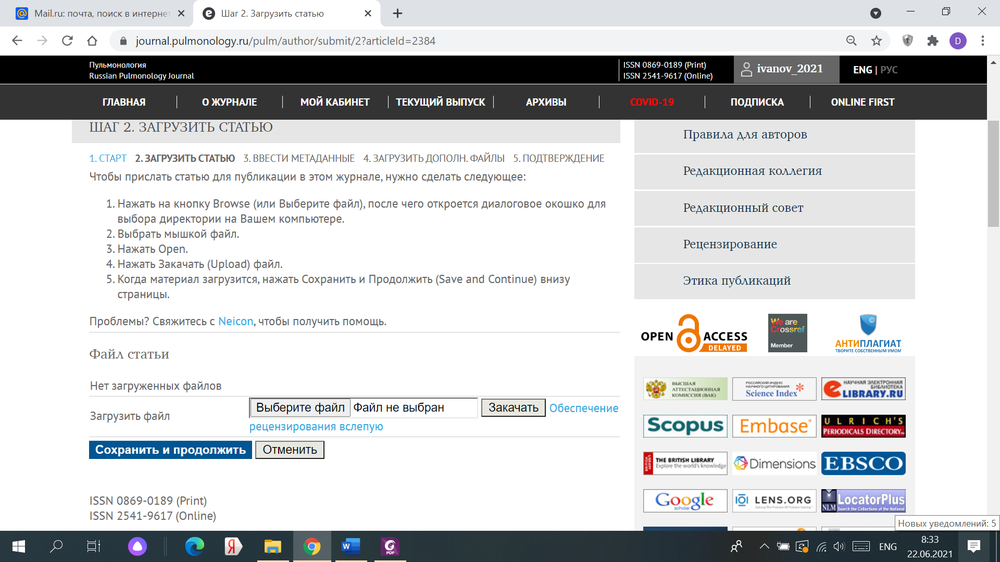 Mail.ru: почта, поиск в интернет
Шаг 2. Загрузить статью
journal.pulmonology.ru/pulm/author/submit/2?articleId=2384
D
Пульмонология
Russian Pulmonology Journal
ISSN 0869-0189 (Print)
ISSN 2541-9617 (Online)
ivanov_2021
ENG | РУС
ГЛАВНАЯ
О ЖУРНАЛЕ
МОЙ КАБИНЕТ
ТЕКУЩИЙ ВЫПУСК
АРХИВЫ
COVID-19
ПОДПИСКА
ONLINE FIRST
ШАГ 2. ЗАГРУЗИТЬ СТАТЬЮ
1. СТАРТ 2. ЗАГРУЗИТЬ СТАТЬЮ 3. ВВЕСТИ МЕТАДАННЫЕ 4. ЗАГРУЗИТЬ ДОПОЛН. ФАЙЛЫ 5. ПОДТВЕРЖДЕНИЕ
Чтобы прислать статью для публикации в этом журнале, нужно сделать следующее:
1. Нажать на кнопку Browse (или Выберите файл), после чего откроется диалоговое окошко для
выбора директории на Вашем компьютере.
2. Выбрать мышкой файл.
3. Нажать Open.
4. Нажать Закачать (Upload) файл.
5. Когда материал загрузится, нажать Сохранить и Продолжить (Save and Continue) внизу
страницы.
Проблемы? Свяжитесь с Neicon, чтобы получить помощь.
Файл статьи
Нет загруженных файлов
Загрузить файл
Выберите файл Файл не выбран
Закачать
Обеспечение
рецензирования вслепую
Сохранить и продолжить
Отменить
ISSN 0869-0189 (Print)
ISSN 2541-9617 (Online)
Правила для авторов
Редакционная коллегия
Редакционный совет
Рецензирование
Этика публикаций
OPEN ACCESS
DELAYED
We are
Crossref
Member
©
АНТИПЛАГИАТ
ТВОРИТЕ СОБСТВЕННЫМ УМОМ
ВЫСШАЯ
АТТЕСТАЦИОННАЯ
КОМИССИЯ (ВАК)
РОССИЙСКИЙ ИНДЕКС
НАУЧНОГО ЦИТИРОВАНИЯ
Science Index
НАУЧНАЯ ЭЛЕКТРОННАЯ
БИБЛИОТЕКА
eLIBRARY.RU
Scopus
Embase
ULRICH'S
PERIODICALS DIRECTORY
BRITISH LIBRARY
THE BRITISH LIBRARY
Explore the world's knowledge
Dimensions
EBSCO
Google
scholar
LENS.ORG
NLM
LocatorPlus
Search the Collections of the National
Новых уведомлений: 5
W
PDF
ENG
8:33
22.06.2021